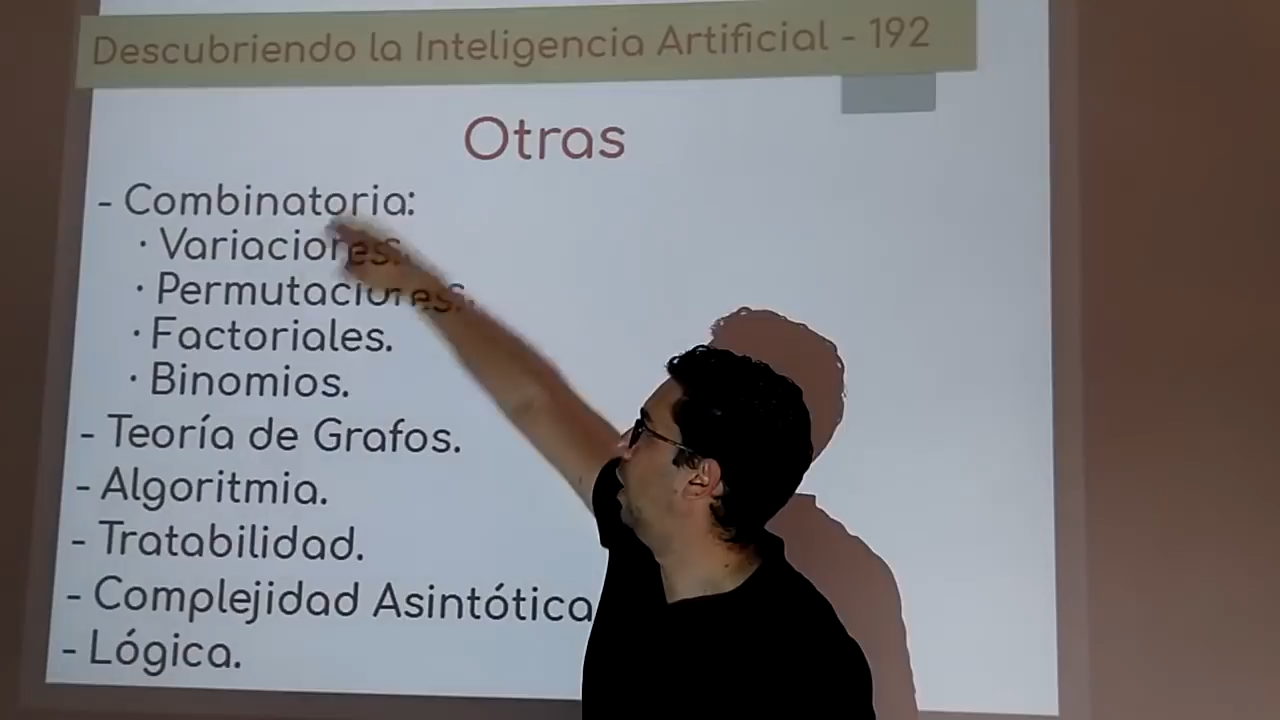 Descubriendo la Inteligencia Artificial - 192
Otras
- Combinatoria:
· Variaciones.
· Permutaciones.
· Factoriales.
· Binomios.
- Teoría de Grafos.
- Algoritmia.
- Tratabilidad.
- Complejidad Asintótica
- Lógica.